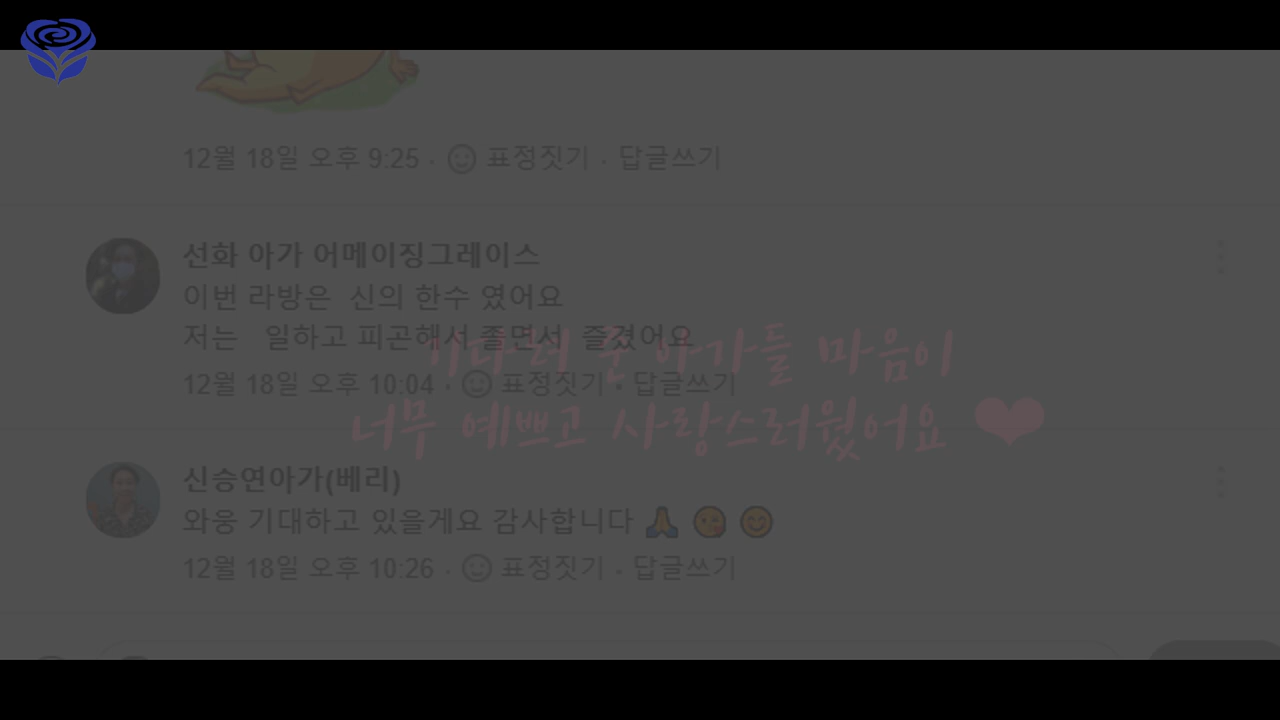 12월 18일 오후 9:25 · 표정짓기 · 답글쓰기
선화 아가 어메이징그레이스
이번 라방은 신의 한수 였어요
저는 일하고 피곤해서 졸면서 즐겼어요
기다려 준 아가들 마음이
12월 18일 오후 10:04 · 표정짓기 · 답글쓰기
너무 예쁘고 사랑스러웠어요 ❤
신승연아가(베리)
와웅 기대하고 있을게요 감사합니다 🙏 😘 😊
12월 18일 오후 10:26 · 표정짓기 · 답글쓰기